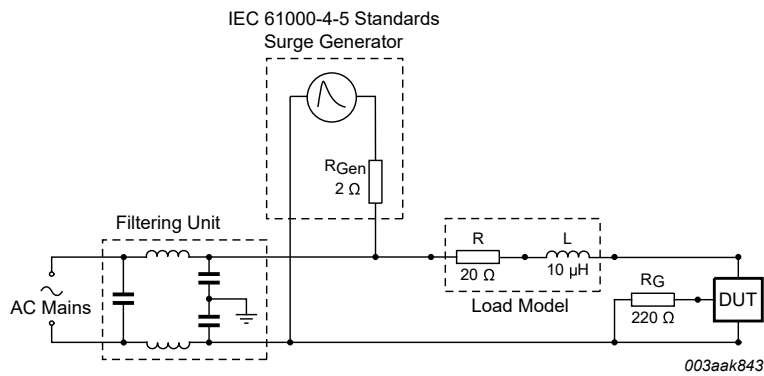 IEC 61000-4-5 Standards
Surge Generator
RGen
2 Ω
Filtering Unit
R
L
20 Ω
10 μH
Load Model
AC Mains
RG
220 Ω
DUT
003aak843